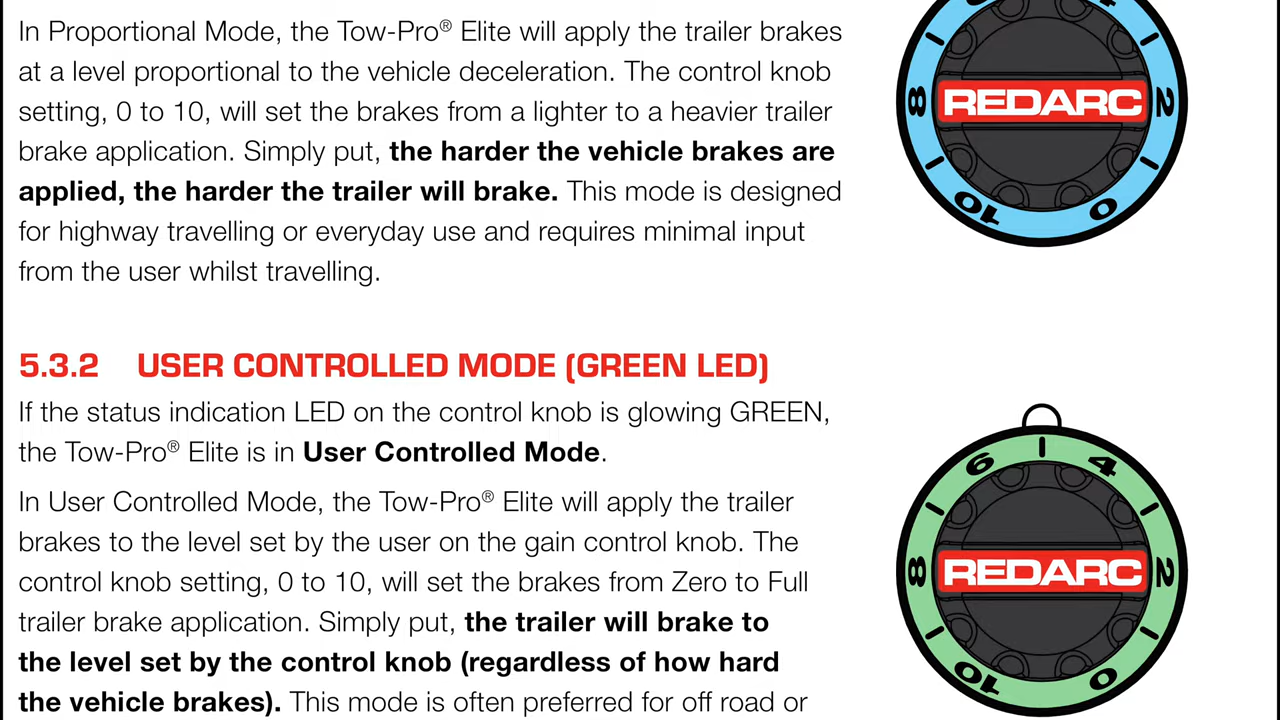 In Proportional Mode, the Tow-Pro® Elite will apply the trailer brakes
at a level proportional to the vehicle deceleration. The control knob
setting, 0 to 10, will set the brakes from a lighter to a heavier trailer
brake application. Simply put, the harder the vehicle brakes are
applied, the harder the trailer will brake. This mode is designed
for highway travelling or everyday use and requires minimal input
from the user whilst travelling.
8
REDARC
2
10
0
5.3.2 USER CONTROLLED MODE (GREEN LED)
If the status indication LED on the control knob is glowing GREEN,
the Tow-Pro® Elite is in User Controlled Mode.
In User Controlled Mode, the Tow-Pro® Elite will apply the trailer
brakes to the level set by the user on the gain control knob. The
control knob setting, 0 to 10, will set the brakes from Zero to Full
trailer brake application. Simply put, the trailer will brake to
the level set by the control knob (regardless of how hard
the vehicle brakes). This mode is often preferred for off road or
6
4
8
REDARC
2
10
0